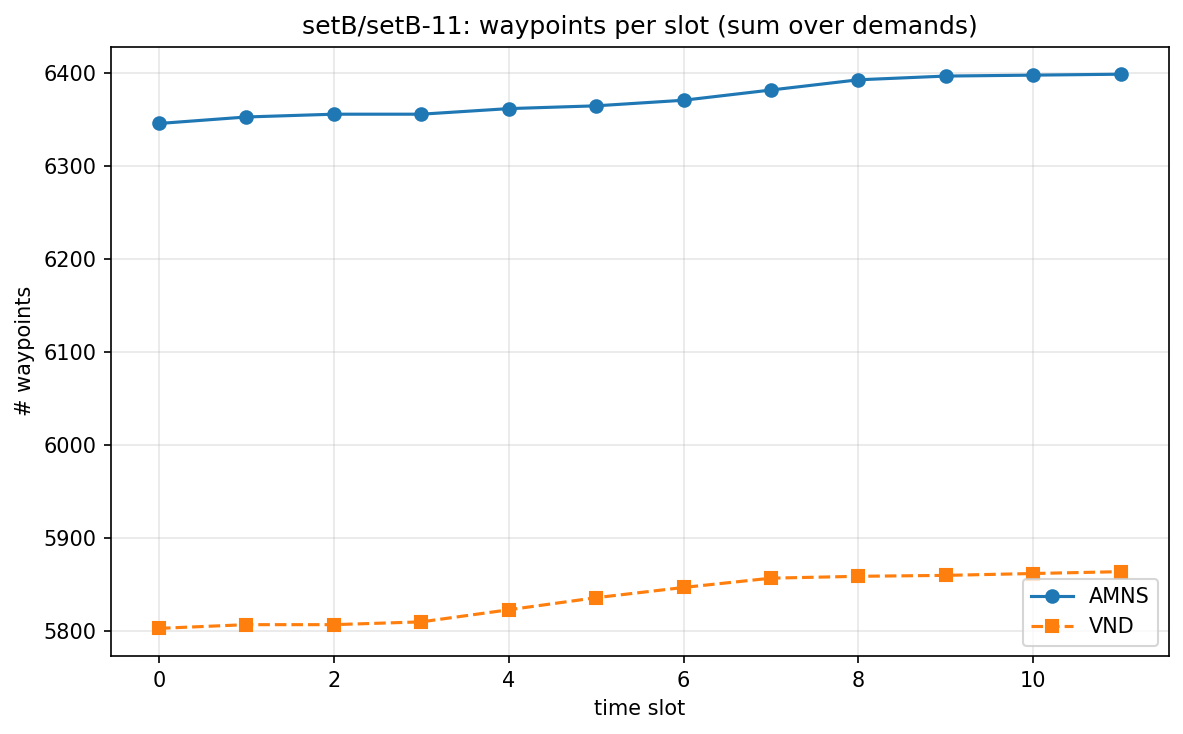 setB/setB-11: waypoints per slot (sum over demands)
6400
6300
6200
6100
6000
5900
5800
# waypoints
0 2 4 6 8 10
time slot
AMNS
VND